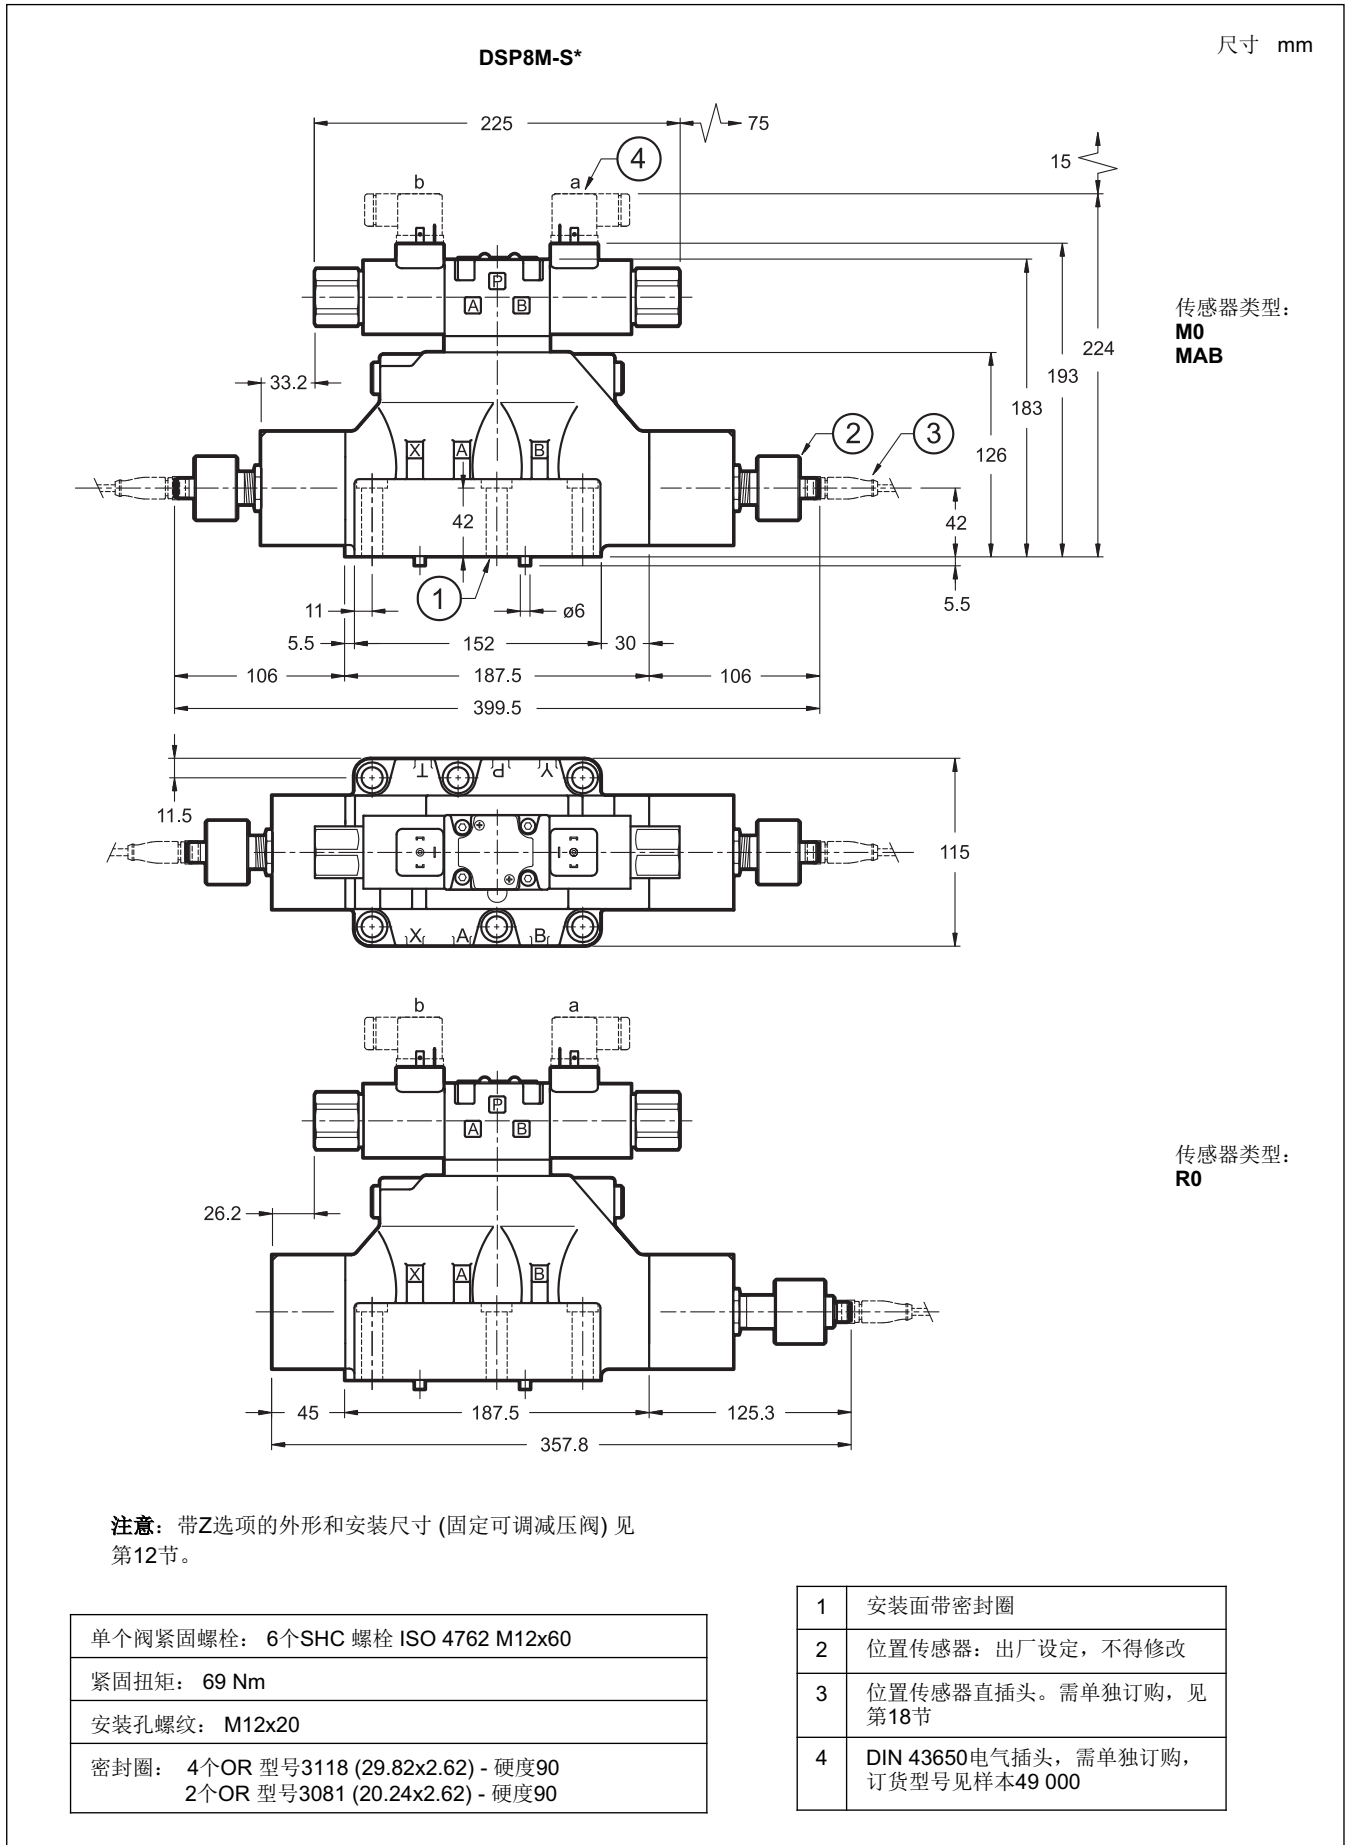 DSP8M-S*
尺寸 mm
225
75
15
4
b
a
P
A
B
传感器类型：
M0
MAB
224
193
183
126
33.2
2
3
X
A
B
42
42
1
5.5
11
ø6
5.5
152
30
106
187.5
106
399.5
T
P
Y
11.5
115
X
A
B
b
a
P
A
B
传感器类型：
R0
26.2
X
A
B
45
187.5
125.3
357.8
注意：带Z选项的外形和安装尺寸 (固定可调减压阀) 见
第12节。
单个阀紧固螺栓： 6个SHC 螺栓 ISO 4762 M12x60
紧固扭矩： 69 Nm
安装孔螺纹： M12x20
密封圈： 4个OR 型号3118 (29.82x2.62) - 硬度90
2个OR 型号3081 (20.24x2.62) - 硬度90
1 安装面带密封圈
2 位置传感器：出厂设定，不得修改
3 位置传感器直插头。需单独订购，见
第18节
4 DIN 43650电气插头，需单独订购，
订货型号见样本49 000